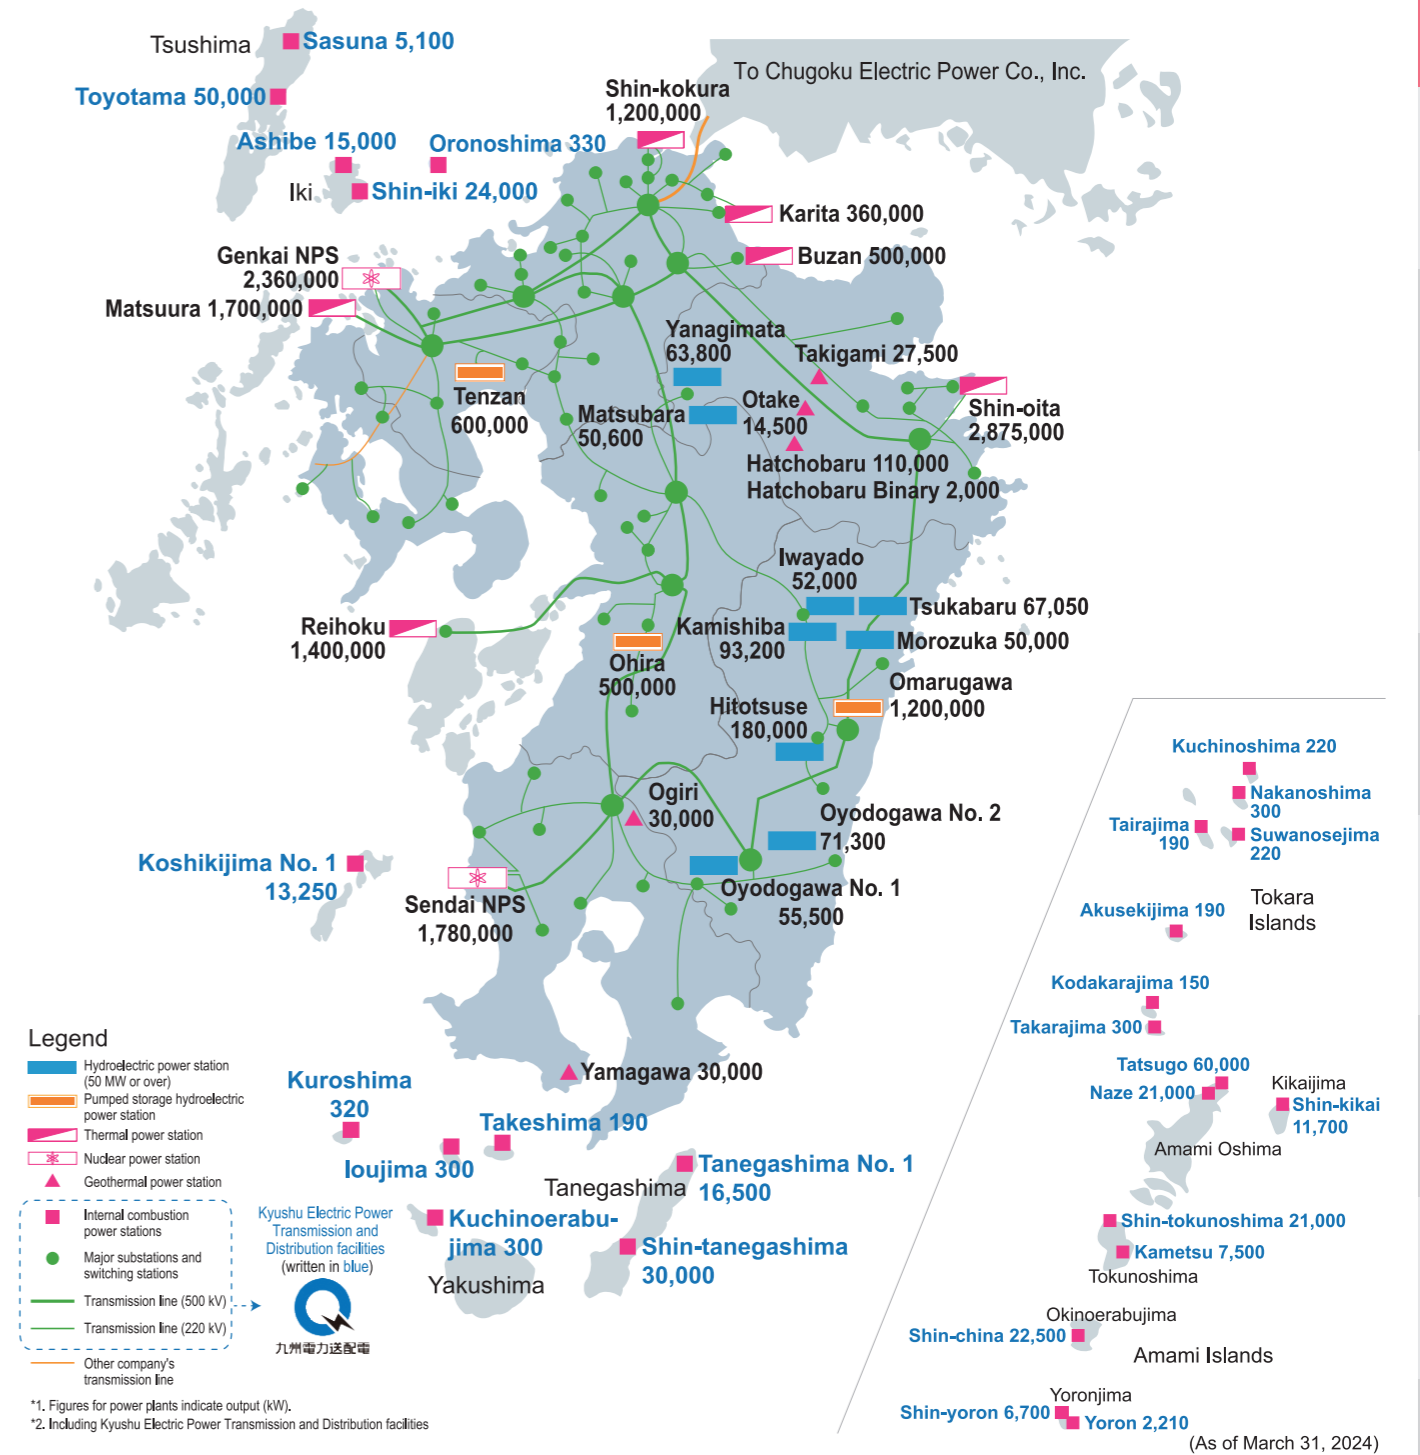 Tsushima
Sasuna 5,100
Toyotama 50,000
Ashibe 15,000
Oronoshima 330
Iki
Shin-iki 24,000
To Chugoku Electric Power Co., Inc.
Shin-kokura
1,200,000
Karita 360,000
Buzan 500,000
Genkai NPS
2,360,000
Matsuura 1,700,000
Yanagimata
63,800
Takigami 27,500
Tenzan
600,000
Matsubara
50,600
Otake
14,500
Shin-oita
2,875,000
Hatchobaru 110,000
Hatchobaru Binary 2,000
Iwayado
52,000
Tsukabaru 67,050
Reihoku
1,400,000
Kamishiba
93,200
Morozuka 50,000
Ohira
500,000
Omarugawa
1,200,000
Hitotsuse
180,000
Ogiri
30,000
Oyodogawa No. 2
71,300
Koshikijima No. 1
13,250
Sendai NPS
1,780,000
Oyodogawa No. 1
55,500
Yamagawa 30,000
Kuroshima
320
Takeshima 190
Ioujima 300
Tanegashima
Tanegashima No. 1
16,500
Kuchinoerabu-
jima 300
Shin-tanegashima
30,000
Yakushima
Kuchinoshima 220
Nakanoshima
300
Tairajima
190
Suwanosejima
220
Tokara
Islands
Akusekijima 190
Kodakarajima 150
Takarajima 300
Tatsugo 60,000
Naze 21,000
Kikaijima
Shin-kikai
11,700
Amami Oshima
Shin-tokunoshima 21,000
Kametsu 7,500
Tokunoshima
Okinoerabujima
Shin-china 22,500
Amami Islands
Yoronjima
Shin-yoron 6,700
Yoron 2,210
(As of March 31, 2024)
Legend
Hydroelectric power station
(50 MW or over)
Pumped storage hydroelectric
power station
Thermal power station
Nuclear power station
Geothermal power station
Internal combustion
power stations
Major substations and
switching stations
Transmission line (500 kV)
Transmission line (220 kV)
Other company's
transmission line
Kyushu Electric Power
Transmission and
Distribution facilities
(written in blue)
九州電力送配電
*1. Figures for power plants indicate output (kW).
*2. Including Kyushu Electric Power Transmission and Distribution facilities